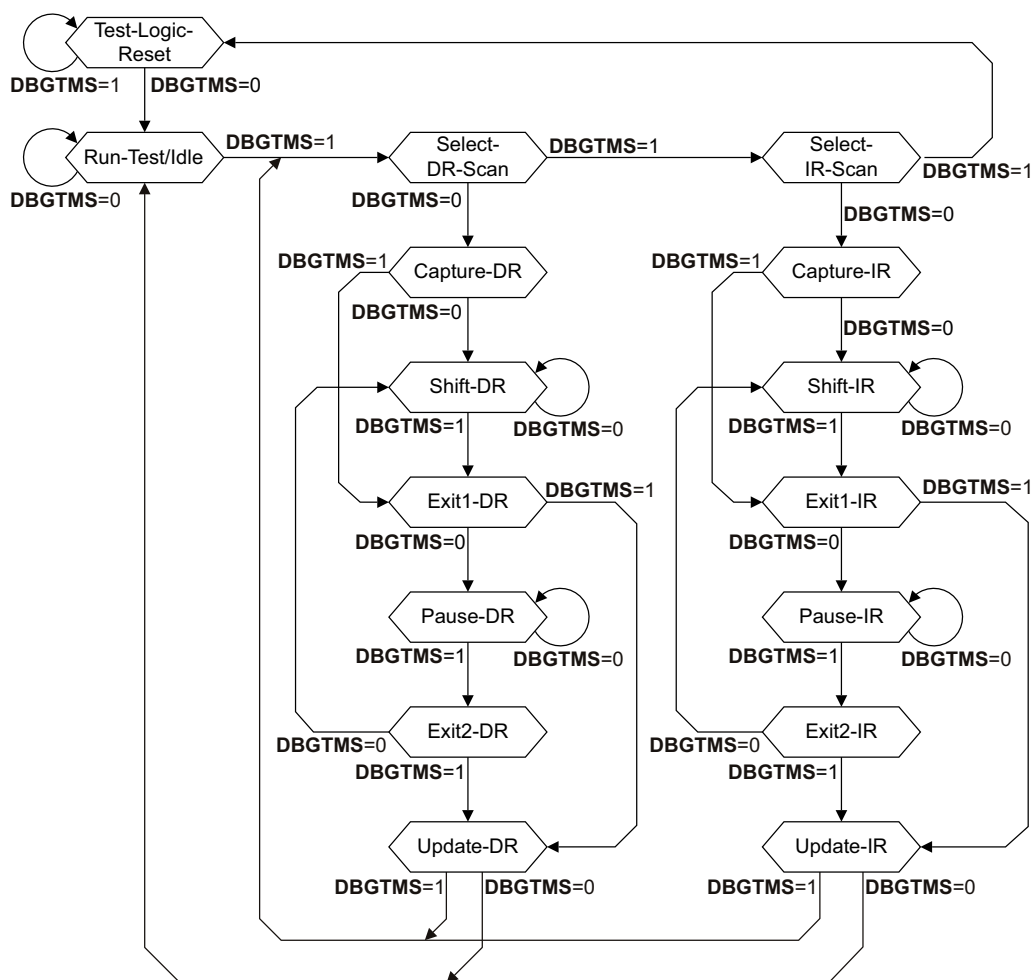 Test-Logic-
Reset
DBGTMS=1
DBGTMS=0
Run-Test/Idle
DBGTMS=0
DBGTMS=1
Select-
DR-Scan
DBGTMS=1
Select-
IR-Scan
DBGTMS=1
DBGTMS=0
DBGTMS=0
DBGTMS=1
Capture-DR
DBGTMS=1
Capture-IR
DBGTMS=0
DBGTMS=0
Shift-DR
Shift-IR
DBGTMS=1
DBGTMS=0
DBGTMS=1
DBGTMS=0
Exit1-DR
DBGTMS=1
Exit1-IR
DBGTMS=1
DBGTMS=0
DBGTMS=0
Pause-DR
Pause-IR
DBGTMS=1
DBGTMS=0
DBGTMS=1
DBGTMS=0
Exit2-DR
Exit2-IR
DBGTMS=0
DBGTMS=0
DBGTMS=1
DBGTMS=1
Update-DR
Update-IR
DBGTMS=1
DBGTMS=0
DBGTMS=1
DBGTMS=0